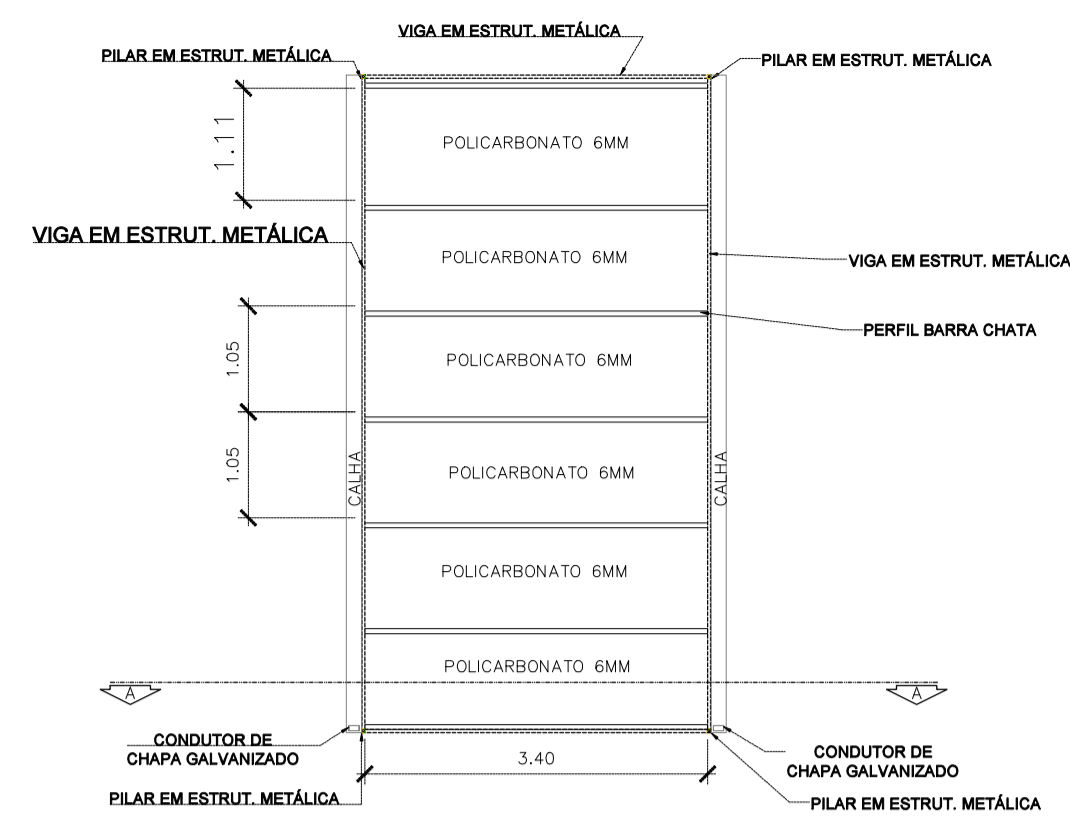 VIGA EM ESTRUT. METÁLICA
PILAR EM ESTRUT. METÁLICA
PILAR EM ESTRUT. METÁLICA
1.11
POLICARBONATO 6MM
VIGA EM ESTRUT. METÁLICA
POLICARBONATO 6MM
VIGA EM ESTRUT. METÁLICA
PERFIL BARRA CHATA
1.05
POLICARBONATO 6MM
1.05
CALHA
POLICARBONATO 6MM
CALHA
POLICARBONATO 6MM
POLICARBONATO 6MM
A
A
CONDUTOR DE
CHAPA GALVANIZADO
3.40
CONDUTOR DE
CHAPA GALVANIZADO
PILAR EM ESTRUT. METÁLICA
PILAR EM ESTRUT. METÁLICA